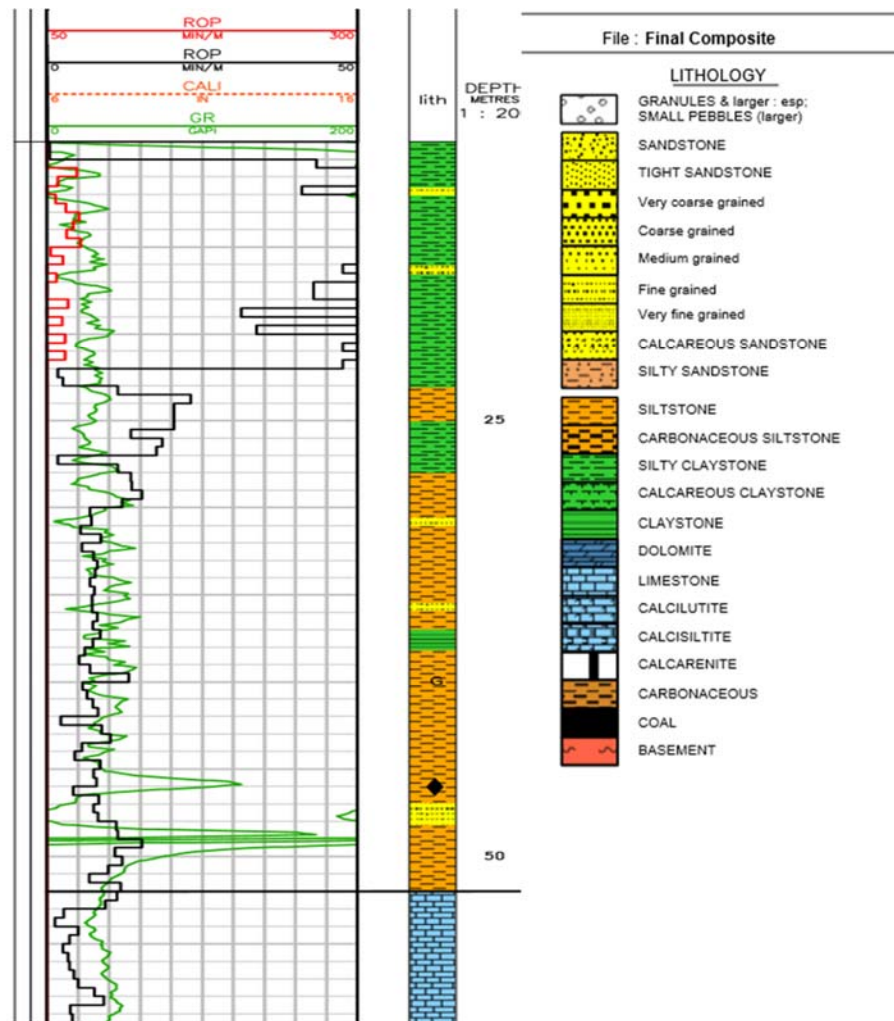 ROP
50 MIN/M 300
ROP
0 MIN/M 50
CALI
6 IN 16
GR
0 GAPI 200
lith
DEPTH
METRES
1 : 20
25
G
50
File : Final Composite
LITHOLOGY
GRANULES & larger : esp;
SMALL PEBBLES (larger)
SANDSTONE
TIGHT SANDSTONE
Very coarse grained
Coarse grained
Medium grained
Fine grained
Very fine grained
CALCAREOUS SANDSTONE
SILTY SANDSTONE
SILTSTONE
CARBONACEOUS SILTSTONE
SILTY CLAYSTONE
CALCAREOUS CLAYSTONE
CLAYSTONE
DOLOMITE
LIMESTONE
CALCILUTITE
CALCISILTITE
CALCARENITE
CARBONACEOUS
COAL
BASEMENT